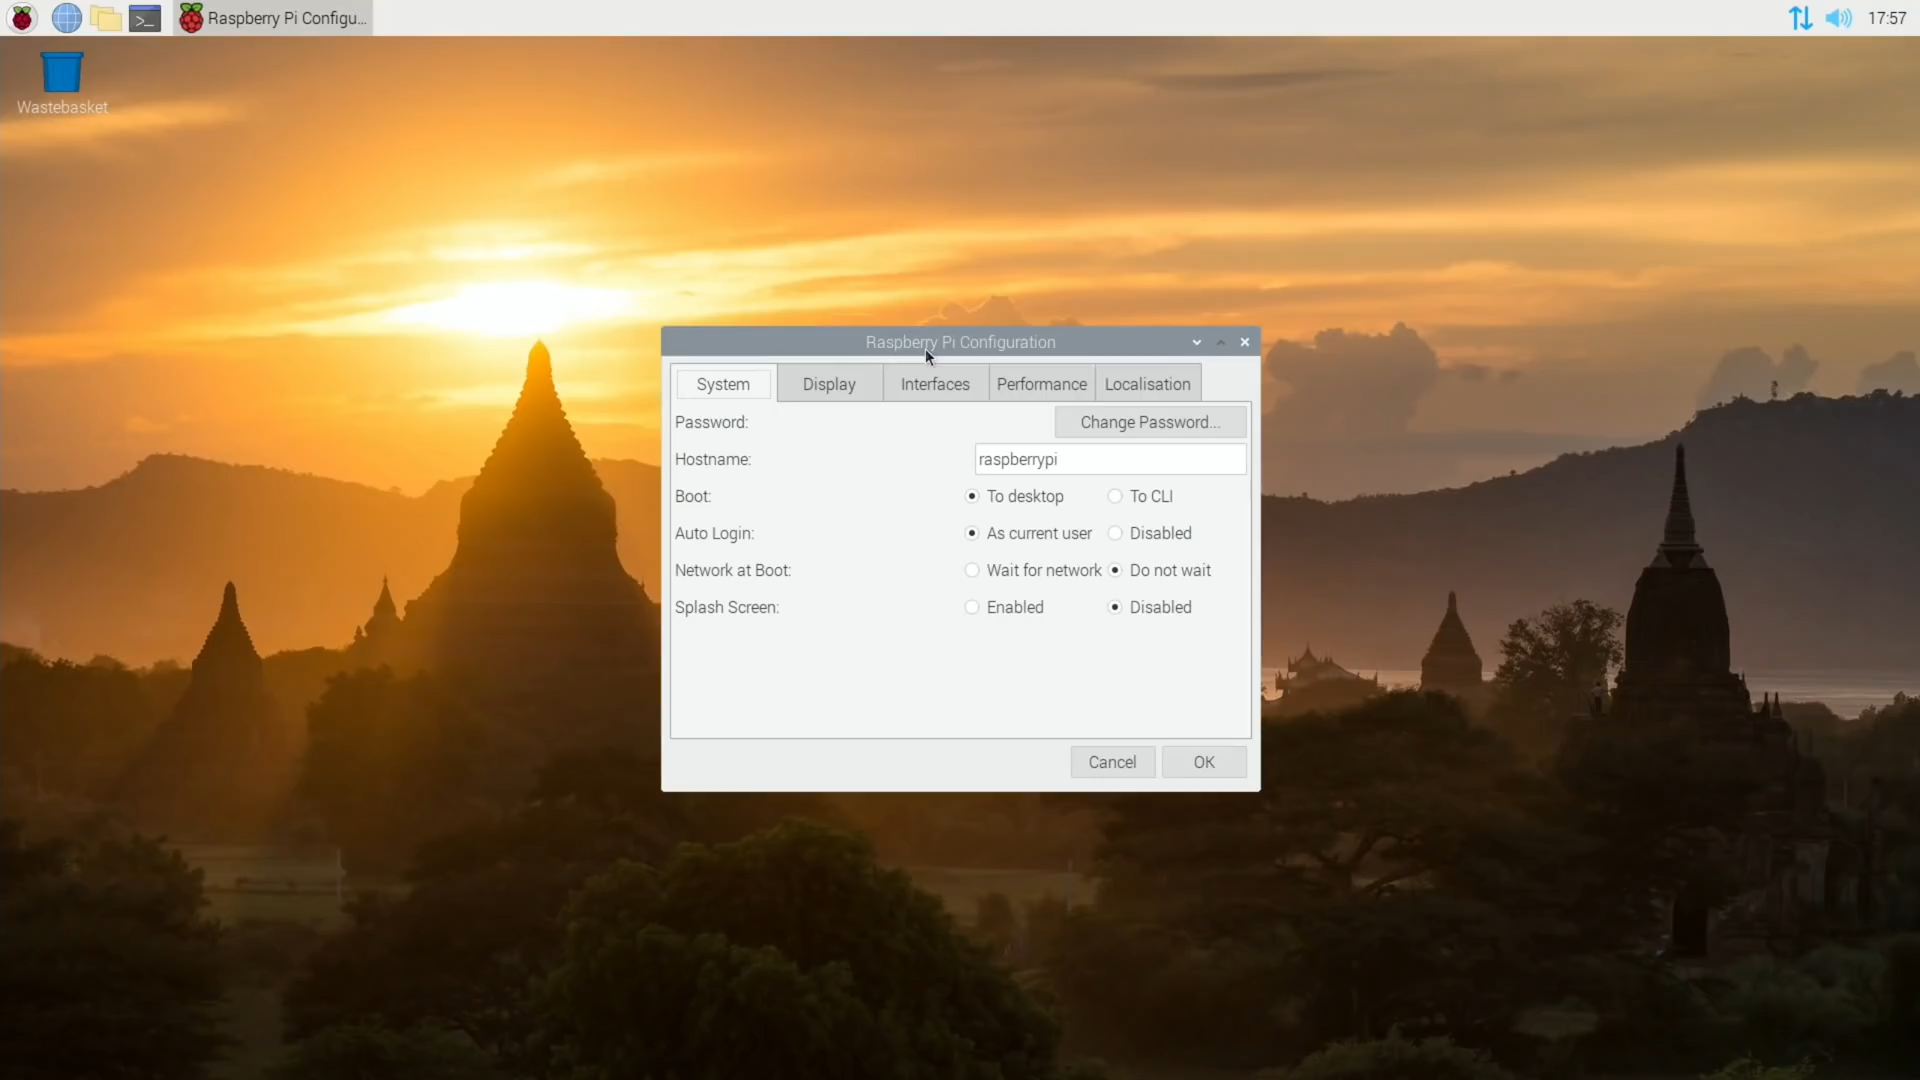 Raspberry Pi Configu... 17:57
Wastebasket
Raspberry Pi Configuration
System Display Interfaces Performance Localisation
Password: Change Password...
Hostname: raspberrypi
Boot: To desktop To CLI
Auto Login: As current user Disabled
Network at Boot: Wait for network Do not wait
Splash Screen: Enabled Disabled
Cancel OK